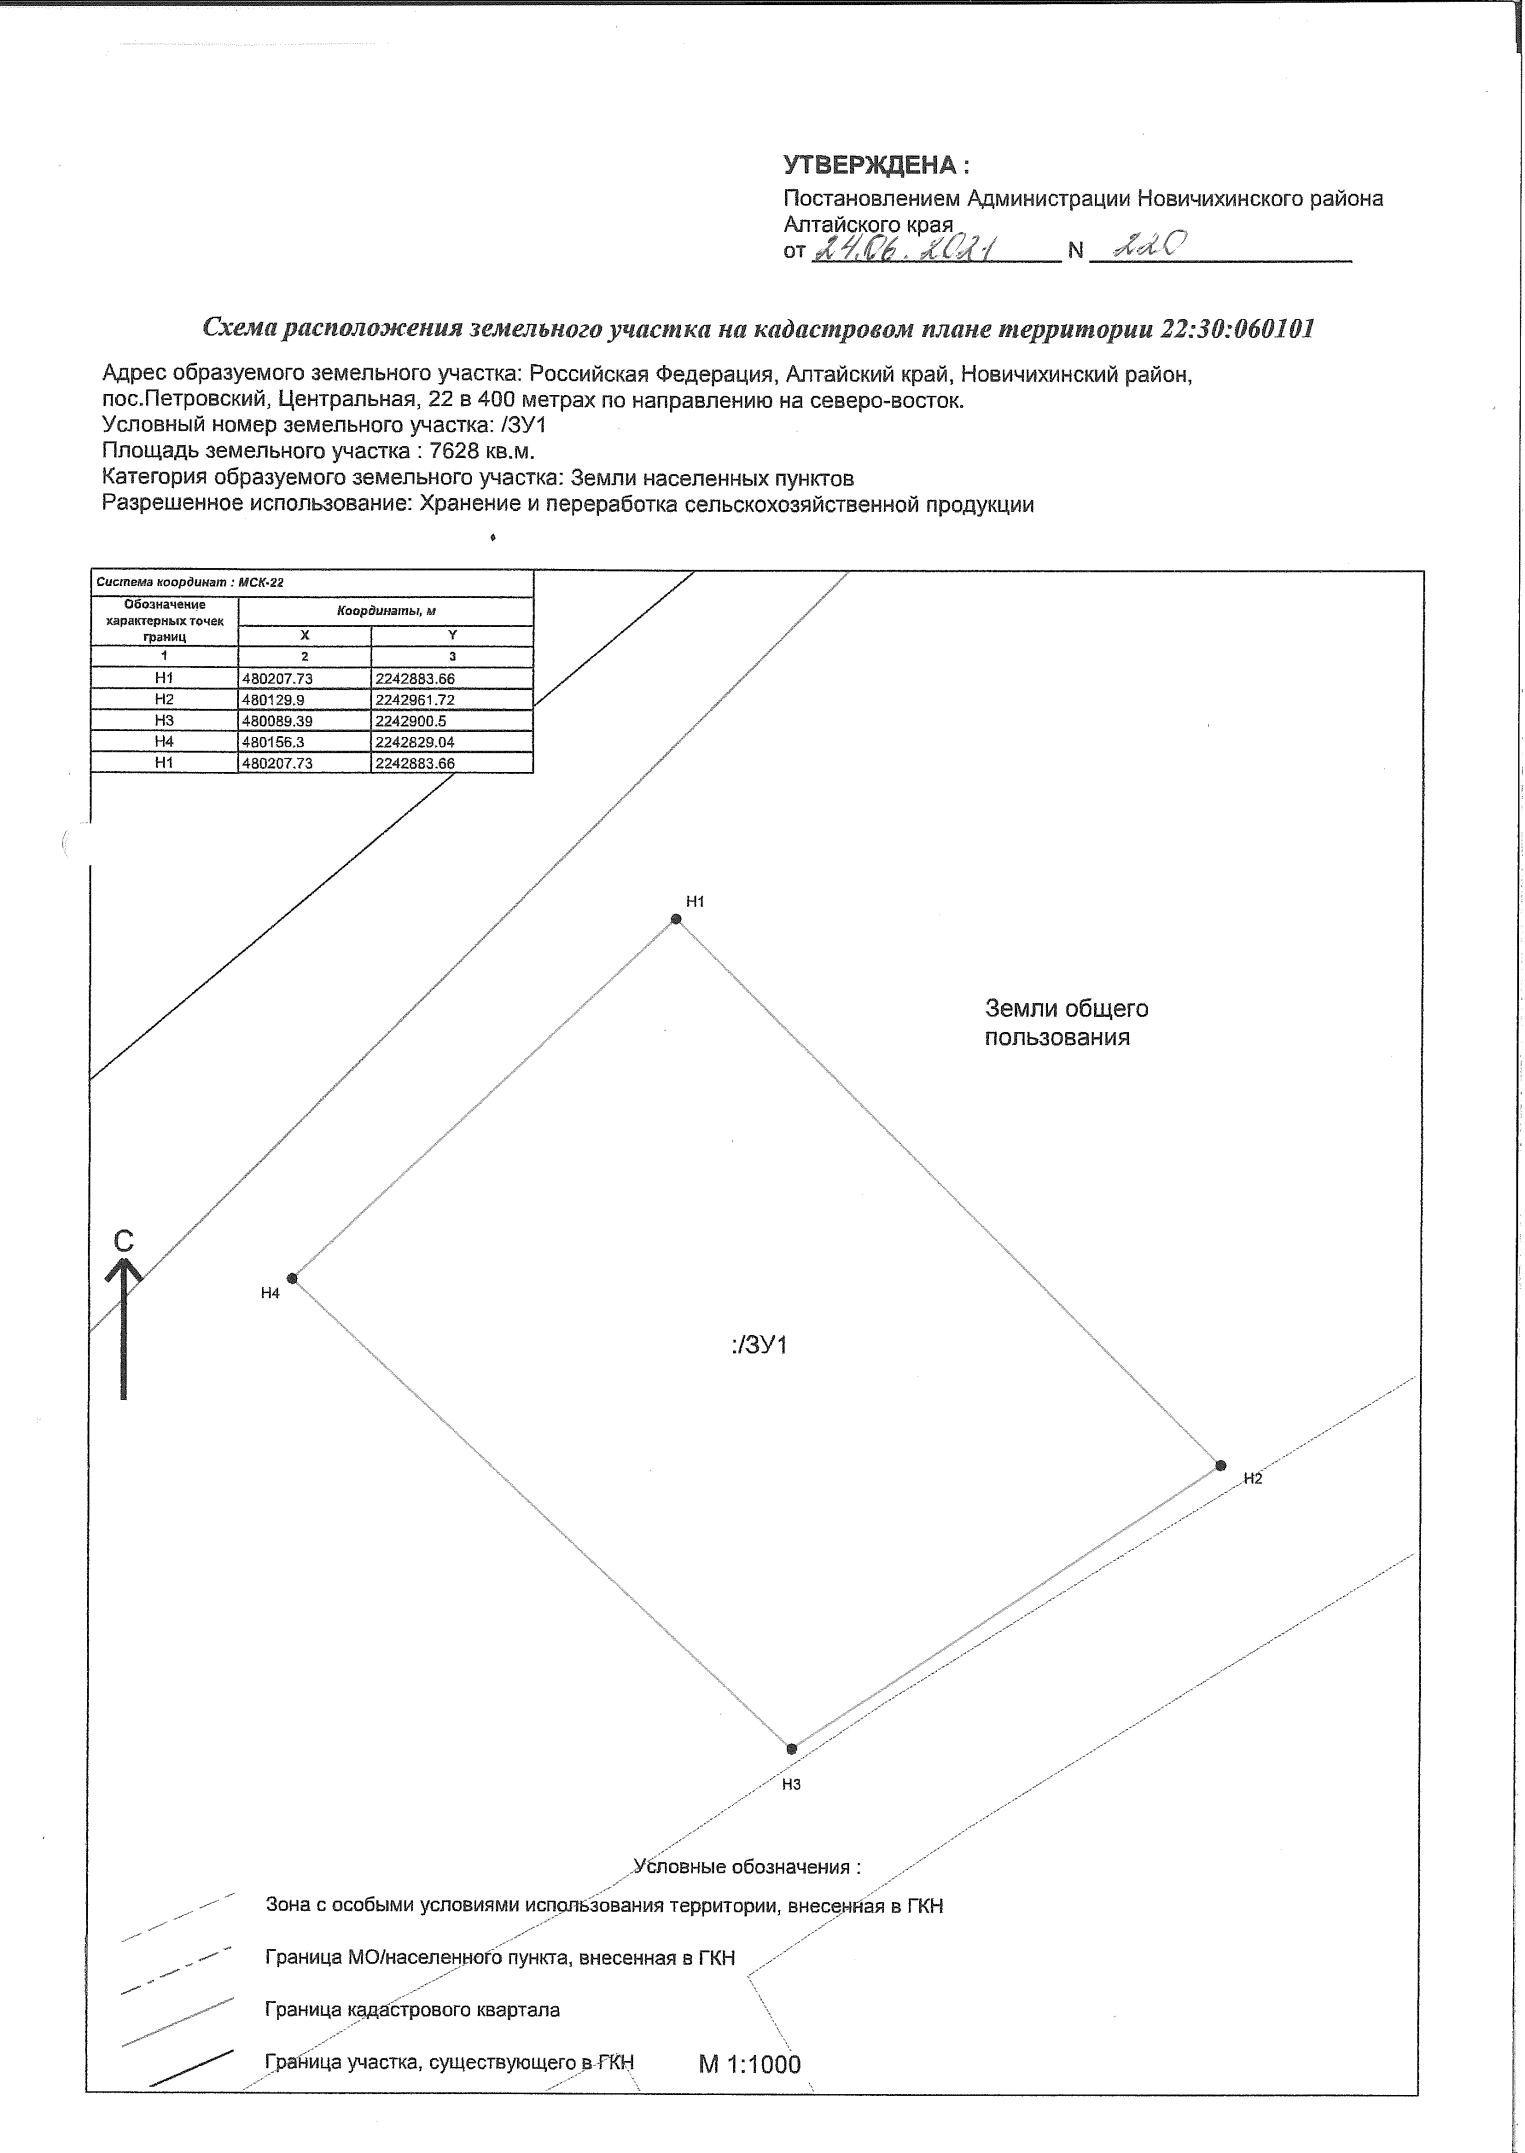 УТВЕРЖДЕНА :
Постановлением Администрации Новичихинского района
Алтайского края
от 24.06.2021 N 220
Схема расположения земельного участка на кадастровом плане территории 22:30:060101
Адрес образуемого земельного участка: Российская Федерация, Алтайский край, Новичихинский район,
пос.Петровский, Центральная, 22 в 400 метрах по направлению на северо-восток.
Условный номер земельного участка: /ЗУ1
Площадь земельного участка : 7628 кв.м.
Категория образуемого земельного участка: Земли населенных пунктов
Разрешенное использование: Хранение и переработка сельскохозяйственной продукции
Система координат : МСК-22
Обозначение
характерных точек
границ
Координаты, м
X Y
1 2 3
Н1 480207.73 2242883.66
Н2 480129.9 2242961.72
Н3 480089.39 2242900.5
Н4 480156.3 2242829.04
Н1 480207.73 2242883.66
Н1
Земли общего
пользования
С
Н4
:/ЗУ1
Н2
Н3
Условные обозначения :
Зона с особыми условиями использования территории, внесенная в ГКН
Граница МО/населенного пункта, внесенная в ГКН
Граница кадастрового квартала
Граница участка, существующего в ГКН
М 1:1000